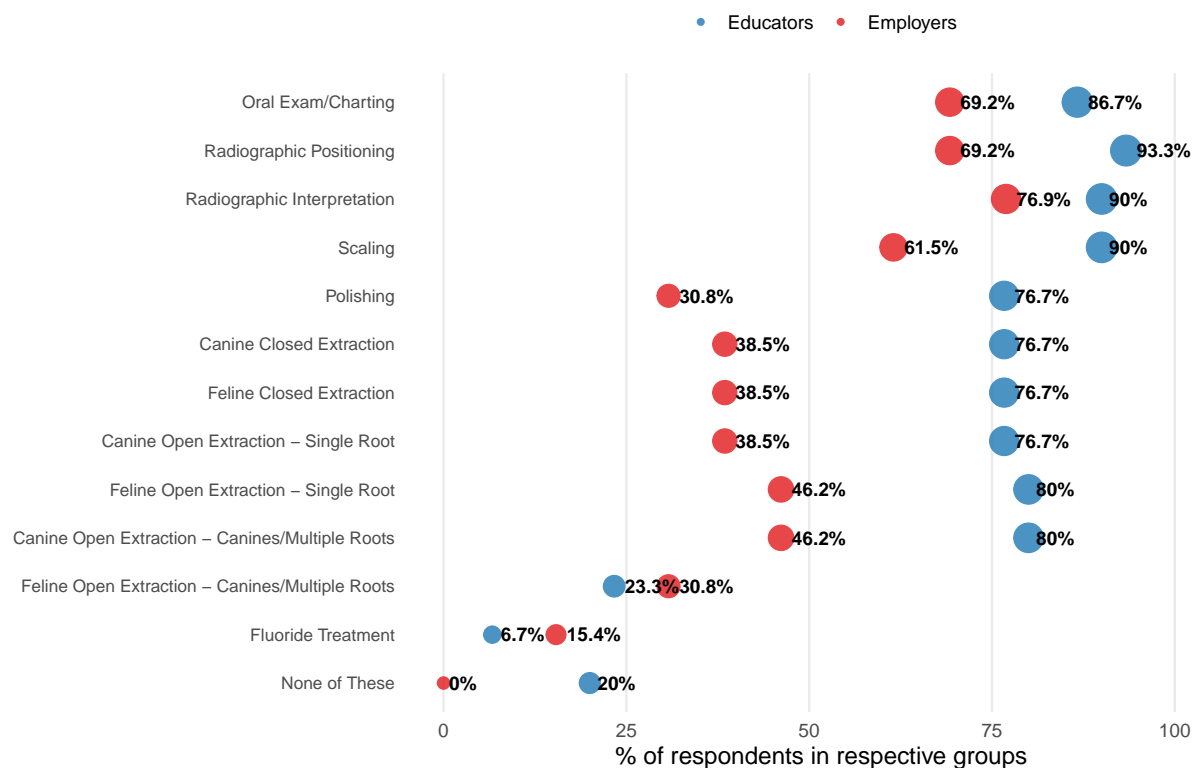 Educators Employers
Oral Exam/Charting 69.2% 86.7%
Radiographic Positioning 69.2% 93.3%
Radiographic Interpretation 76.9% 90%
Scaling 61.5% 90%
Polishing 30.8% 76.7%
Canine Closed Extraction 38.5% 76.7%
Feline Closed Extraction 38.5% 76.7%
Canine Open Extraction – Single Root 38.5% 76.7%
Feline Open Extraction – Single Root 46.2% 80%
Canine Open Extraction – Canines/Multiple Roots 46.2% 80%
Feline Open Extraction – Canines/Multiple Roots 23.3% 30.8%
Fluoride Treatment 6.7% 15.4%
None of These 0% 20%
0 25 50 75 100
% of respondents in respective groups